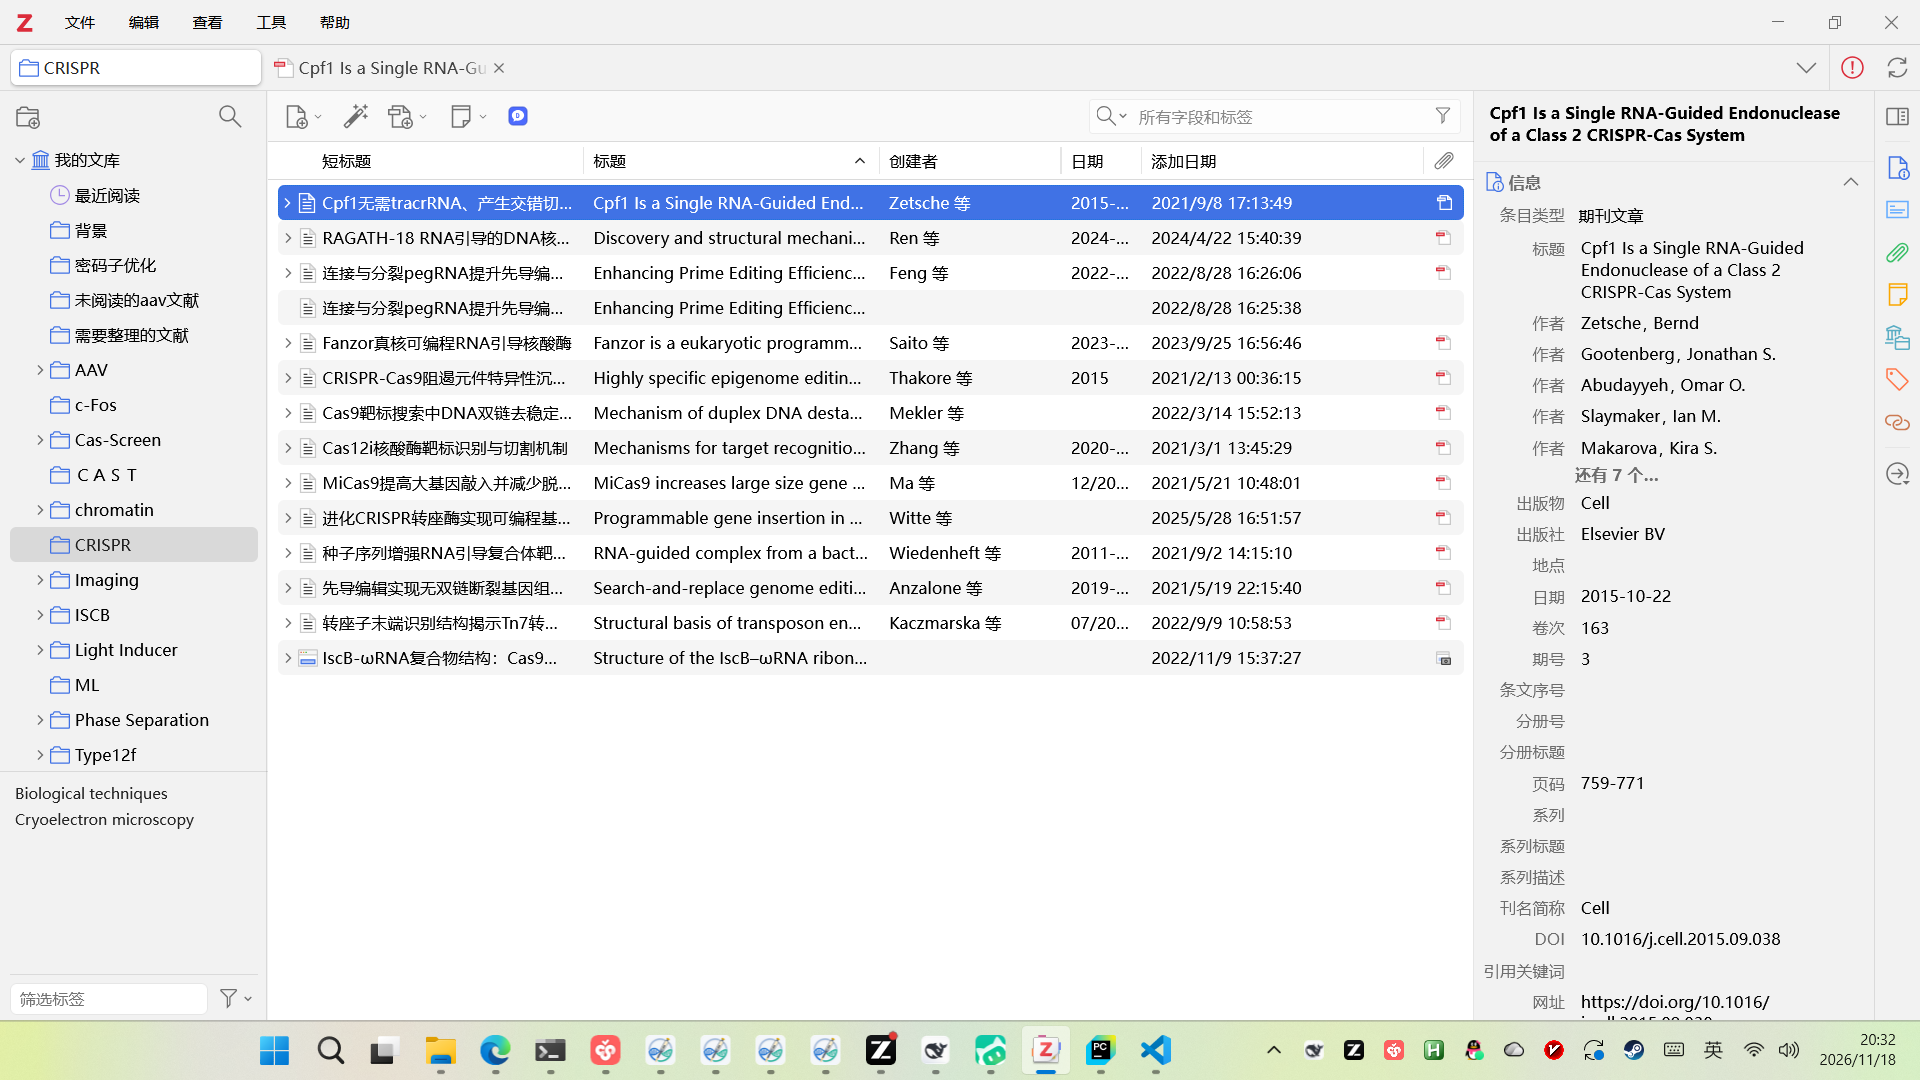 文件 编辑 查看 工具 帮助
CRISPR
Cpf1 Is a Single RNA-Gu
所有字段和标签
我的文库
最近阅读
背景
密码子优化
未阅读的aav文献
需要整理的文献
AAV
c-Fos
Cas-Screen
C A S T
chromatin
CRISPR
Imaging
ISCB
Light Inducer
ML
Phase Separation
Type12f
Biological techniques
Cryoelectron microscopy
筛选标签
短标题 标题 创建者 日期 添加日期
Cpf1无需tracrRNA、产生交错切... Cpf1 Is a Single RNA-Guided End... Zetsche 等 2015-... 2021/9/8 17:13:49
RAGATH-18 RNA引导的DNA核... Discovery and structural mechani... Ren 等 2024-... 2024/4/22 15:40:39
连接与分裂pegRNA提升先导编... Enhancing Prime Editing Efficienc... Feng 等 2022-... 2022/8/28 16:26:06
连接与分裂pegRNA提升先导编... Enhancing Prime Editing Efficienc... 2022/8/28 16:25:38
Fanzor真核可编程RNA引导核酸酶 Fanzor is a eukaryotic programm... Saito 等 2023-... 2023/9/25 16:56:46
CRISPR-Cas9阻遏元件特异性沉... Highly specific epigenome editin... Thakore 等 2015 2021/2/13 00:36:15
Cas9靶标搜索中DNA双链去稳定... Mechanism of duplex DNA desta... Mekler 等 2022/3/14 15:52:13
Cas12i核酸酶靶标识别与切割机制 Mechanisms for target recognitio... Zhang 等 2020-... 2021/3/1 13:45:29
MiCas9提高大基因敲入并减少脱... MiCas9 increases large size gene ... Ma 等 12/20... 2021/5/21 10:48:01
进化CRISPR转座酶实现可编程基... Programmable gene insertion in ... Witte 等 2025/5/28 16:51:57
种子序列增强RNA引导复合体靶... RNA-guided complex from a bact... Wiedenheft 等 2011-... 2021/9/2 14:15:10
先导编辑实现无双链断裂基因组... Search-and-replace genome editi... Anzalone 等 2019-... 2021/5/19 22:15:40
转座子末端识别结构揭示Tn7转... Structural basis of transposon en... Kaczmarska 等 07/20... 2022/9/9 10:58:53
IscB-ωRNA复合物结构：Cas9... Structure of the IscB–ωRNA ribon... 2022/11/9 15:37:27
Cpf1 Is a Single RNA-Guided Endonuclease
of a Class 2 CRISPR-Cas System
信息
条目类型 期刊文章
标题 Cpf1 Is a Single RNA-Guided
Endonuclease of a Class 2
CRISPR-Cas System
作者 Zetsche, Bernd
作者 Gootenberg, Jonathan S.
作者 Abudayyeh, Omar O.
作者 Slaymaker, Ian M.
作者 Makarova, Kira S.
还有 7 个...
出版物 Cell
出版社 Elsevier BV
地点
日期 2015-10-22
卷次 163
期号 3
条文序号
分册号
分册标题
页码 759-771
系列
系列标题
系列描述
刊名简称 Cell
DOI 10.1016/j.cell.2015.09.038
引用关键词
网址 https://doi.org/10.1016/
英
20:32
2026/11/18